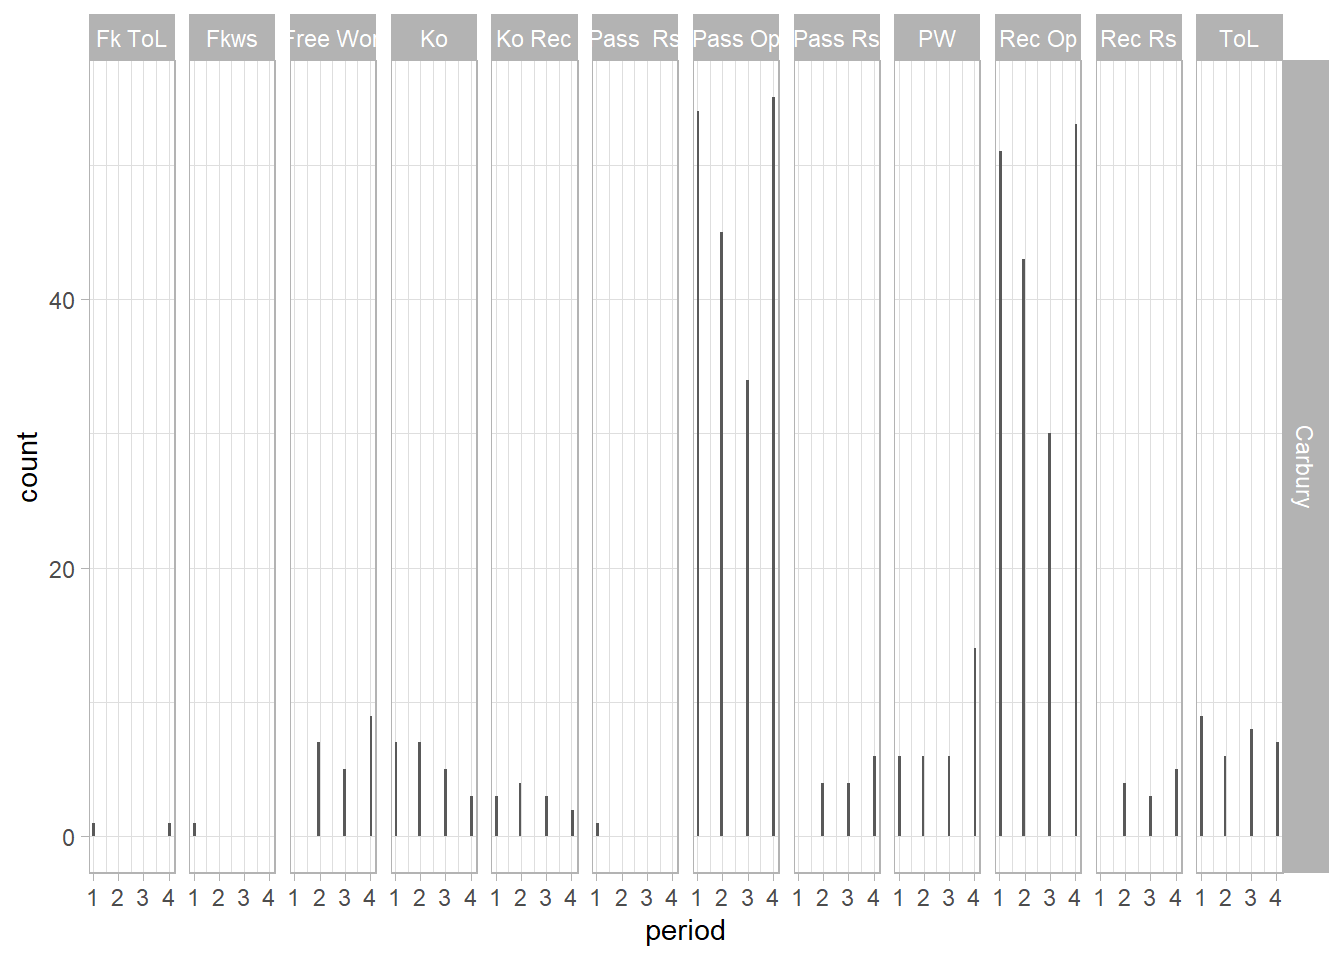 Fk ToL Fkws Free Wor Ko Ko Rec Pass  Rs Pass Op Pass Rs PW Rec Op Rec Rs ToL
Carbury
40
20
0
count
1 2 3 4 1 2 3 4 1 2 3 4 1 2 3 4 1 2 3 4 1 2 3 4 1 2 3 4 1 2 3 4 1 2 3 4 1 2 3 4 1 2 3 4 1 2 3 4
period